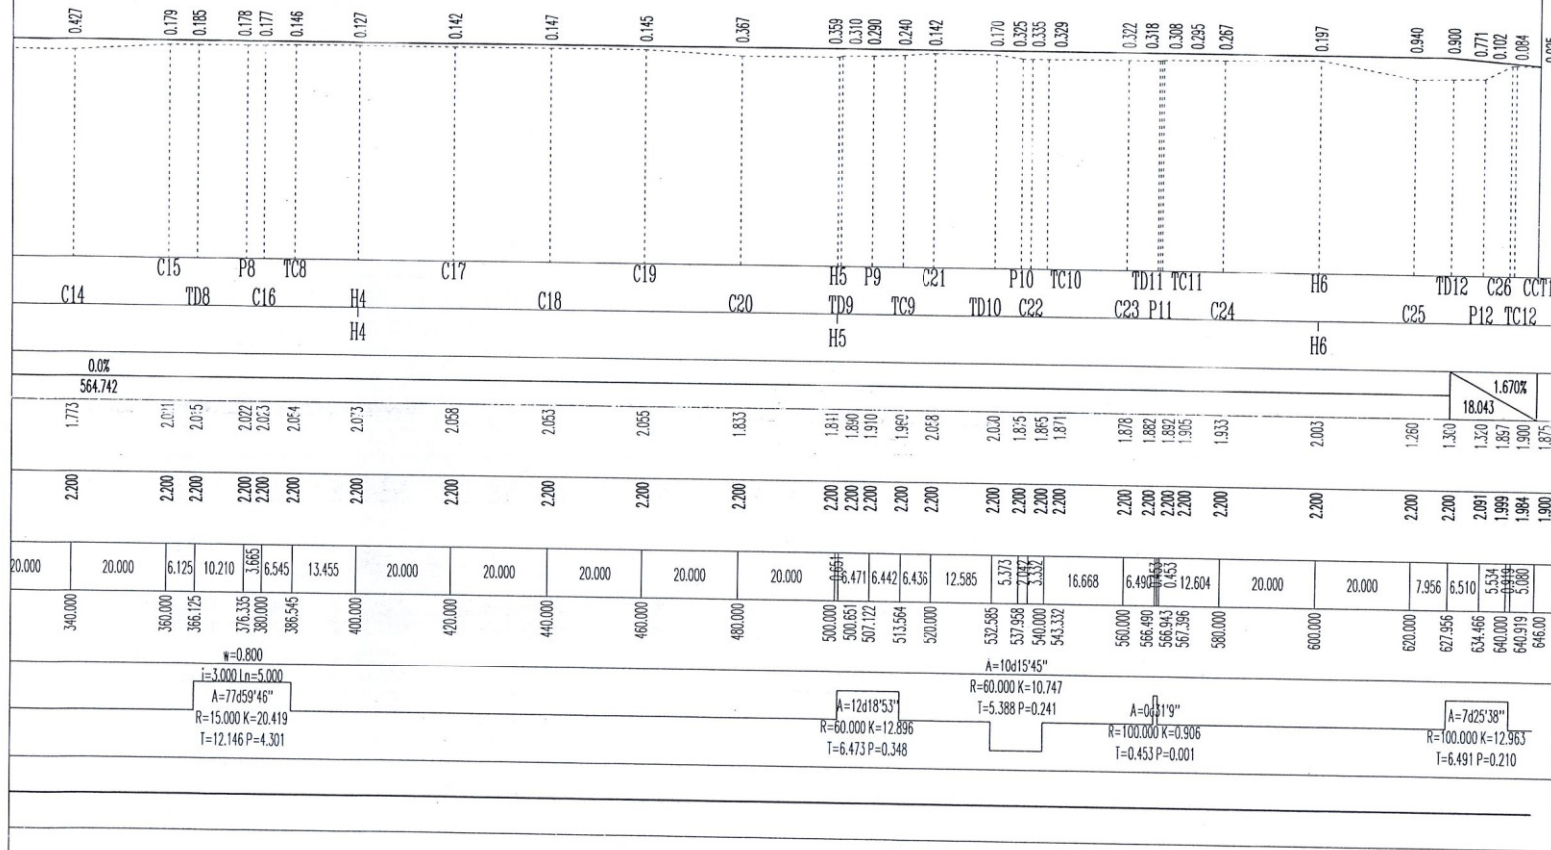 0.427 0.179 0.185 0.178 0.177 0.146 0.127 0.142 0.147 0.145 0.367 0.359 0.310 0.290 0.240 0.142 0.170 0.325 0.335 0.329 0.322 0.318 0.308 0.295 0.267 0.197 0.940 0.900 0.771 0.102 0.084
C15 P8 TC8 C17 C19 H5 P9 C21 P10 TC10 TD11 TC11 H6 TD12 C26 CCT1
C14 TD8 C16 H4 C18 C20 TD9 TC9 TD10 C22 C23 P11 C24 C25 P12 TC12
H4 H5 H6
0.0% 1.670%
564.742 18.043
1.773 2.022 2.023 2.054 2.073 2.058 2.053 2.055 1.833 1.841 1.890 1.910 1.960 2.058 2.030 1.875 1.865 1.871 1.878 1.882 1.892 1.905 1.933 2.003 1.260 1.300 1.320 1.897 1.900 1.875
2.200 2.200 2.200 2.200 2.200 2.200 2.200 2.200 2.200 2.200 2.200 2.200 2.200 2.200 2.200 2.200 2.200 2.200 2.200 2.200 2.200 2.200 2.200 2.200 2.200 2.200 2.200 2.200 2.091 1.999 1.984 1.900
20.000 20.000 6.125 10.210 3.665 6.545 13.455 20.000 20.000 20.000 20.000 20.000 0.651 6.471 6.442 6.436 12.585 5.373 2.042 3.332 16.668 6.490 0.453 0.453 12.604 20.000 20.000 7.956 6.510 5.534 0.919 5.080
340.000 360.000 366.125 376.335 380.000 386.545 400.000 420.000 440.000 460.000 480.000 500.000 500.651 507.122 513.564 520.000 532.585 537.958 540.000 543.332 560.000 566.490 566.943 567.396 580.000 600.000 620.000 627.956 634.466 640.000 640.919 646.00
w=0.800
i=3.000 Ln=5.000
A=77d59'46"
R=15.000 K=20.419
T=12.146 P=4.301
A=12d18'53"
R=60.000 K=12.896
T=6.473 P=0.348
A=10d15'45"
R=60.000 K=10.747
T=5.388 P=0.241
A=0d31'9"
R=100.000 K=0.906
T=0.453 P=0.001
A=7d25'38"
R=100.000 K=12.963
T=6.491 P=0.210